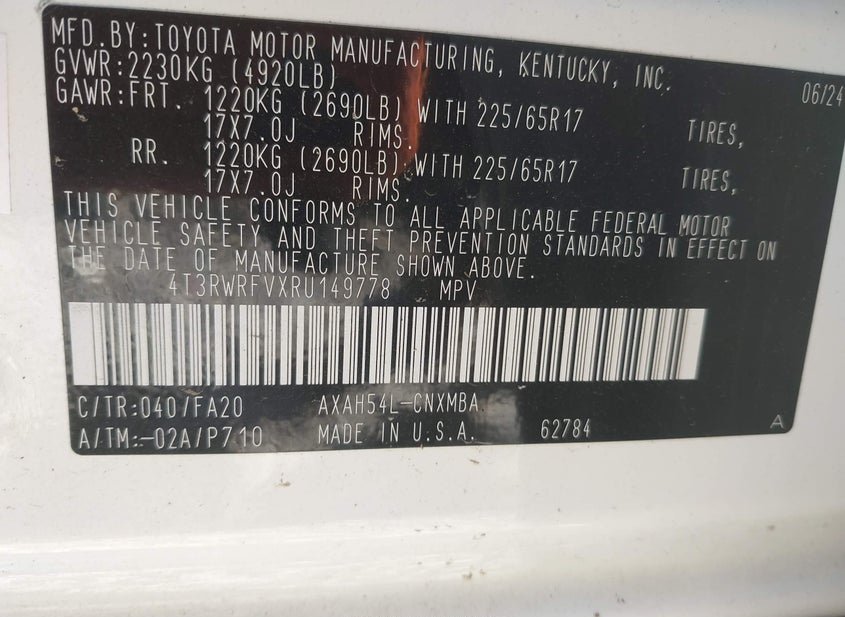 MFD.BY:TOYOTA MOTOR MANUFACTURING, KENTUCKY, INC. 06/24
GVWR:2230KG (4920LB)
GAWR:FRT. 1220KG (2690LB) WITH 225/65R17 TIRES,
17X7.0J RIMS.
RR. 1220KG (2690LB) WITH 225/65R17 TIRES,
17X7.0J RIMS.
THIS VEHICLE CONFORMS TO ALL APPLICABLE FEDERAL MOTOR
VEHICLE SAFETY AND THEFT PREVENTION STANDARDS IN EFFECT ON
THE DATE OF MANUFACTURE SHOWN ABOVE.
4T3RWRFVXRU149778 MPV
C/TR:040/FA20 AXAH54L-CNXMBA
A/TM:-02A/P710 MADE IN U.S.A. 62784 A